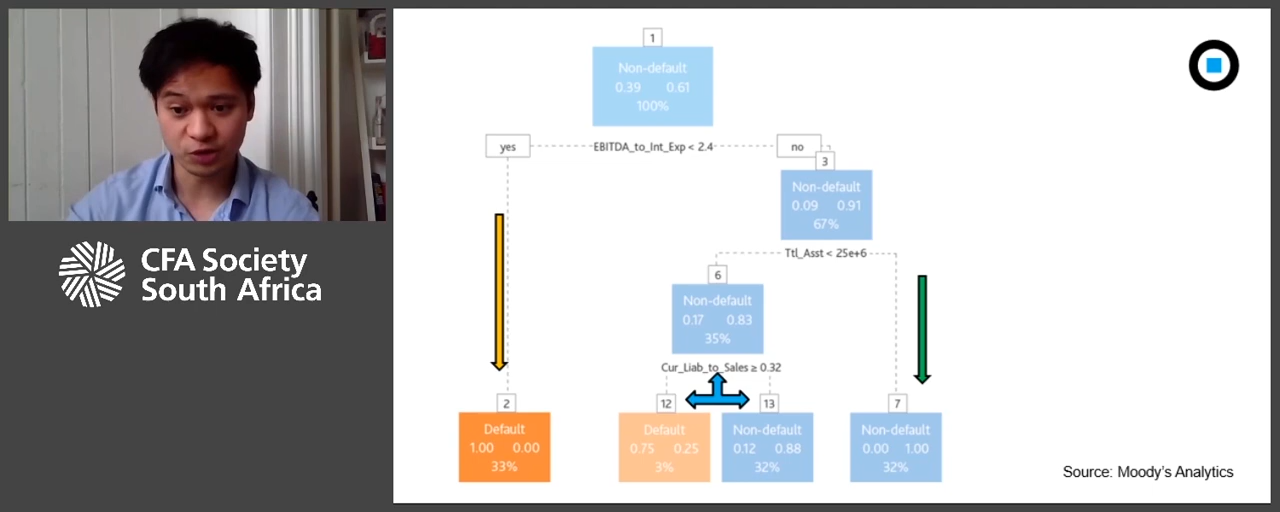 CFA Society
South Africa
1
Non-default
0.39 0.61
100%
yes
EBITDA_to_Int_Exp < 2.4
no
3
Non-default
0.09 0.91
67%
Ttl_Asst < 25e+6
6
Non-default
0.17 0.83
35%
Cur_Liab_to_Sales ≥ 0.32
2
Default
1.00 0.00
33%
12
Default
0.75 0.25
3%
13
Non-default
0.12 0.88
32%
7
Non-default
0.00 1.00
32%
Source: Moody's Analytics